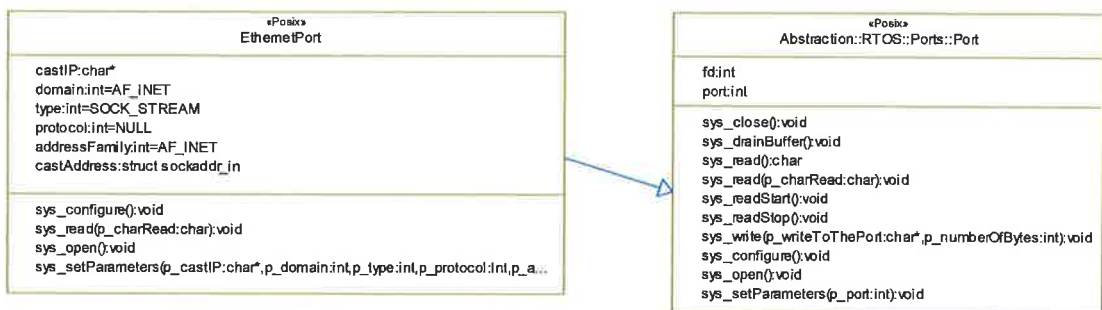 «Posix»
EthernetPort
castIP:char*
domain:int=AF_INET
type:int=SOCK_STREAM
protocol:int=NULL
addressFamily:int=AF_INET
castAddress:struct sockaddr_in
sys_configure():void
sys_read(p_charRead:char):void
sys_open():void
sys_setParameters(p_castIP:char*,p_domain:int,p_type:int,p_protocol:Int,p_a...
«Posix»
Abstraction::RTOS::Ports::Port
fd:int
port:int
sys_close():void
sys_drainBuffer():void
sys_read():char
sys_read(p_charRead:char):void
sys_readStart():void
sys_readStop():void
sys_write(p_writeToThePort:char*,p_numberOfBytes:int):void
sys_configure():void
sys_open():void
sys_setParameters(p_port:int):void